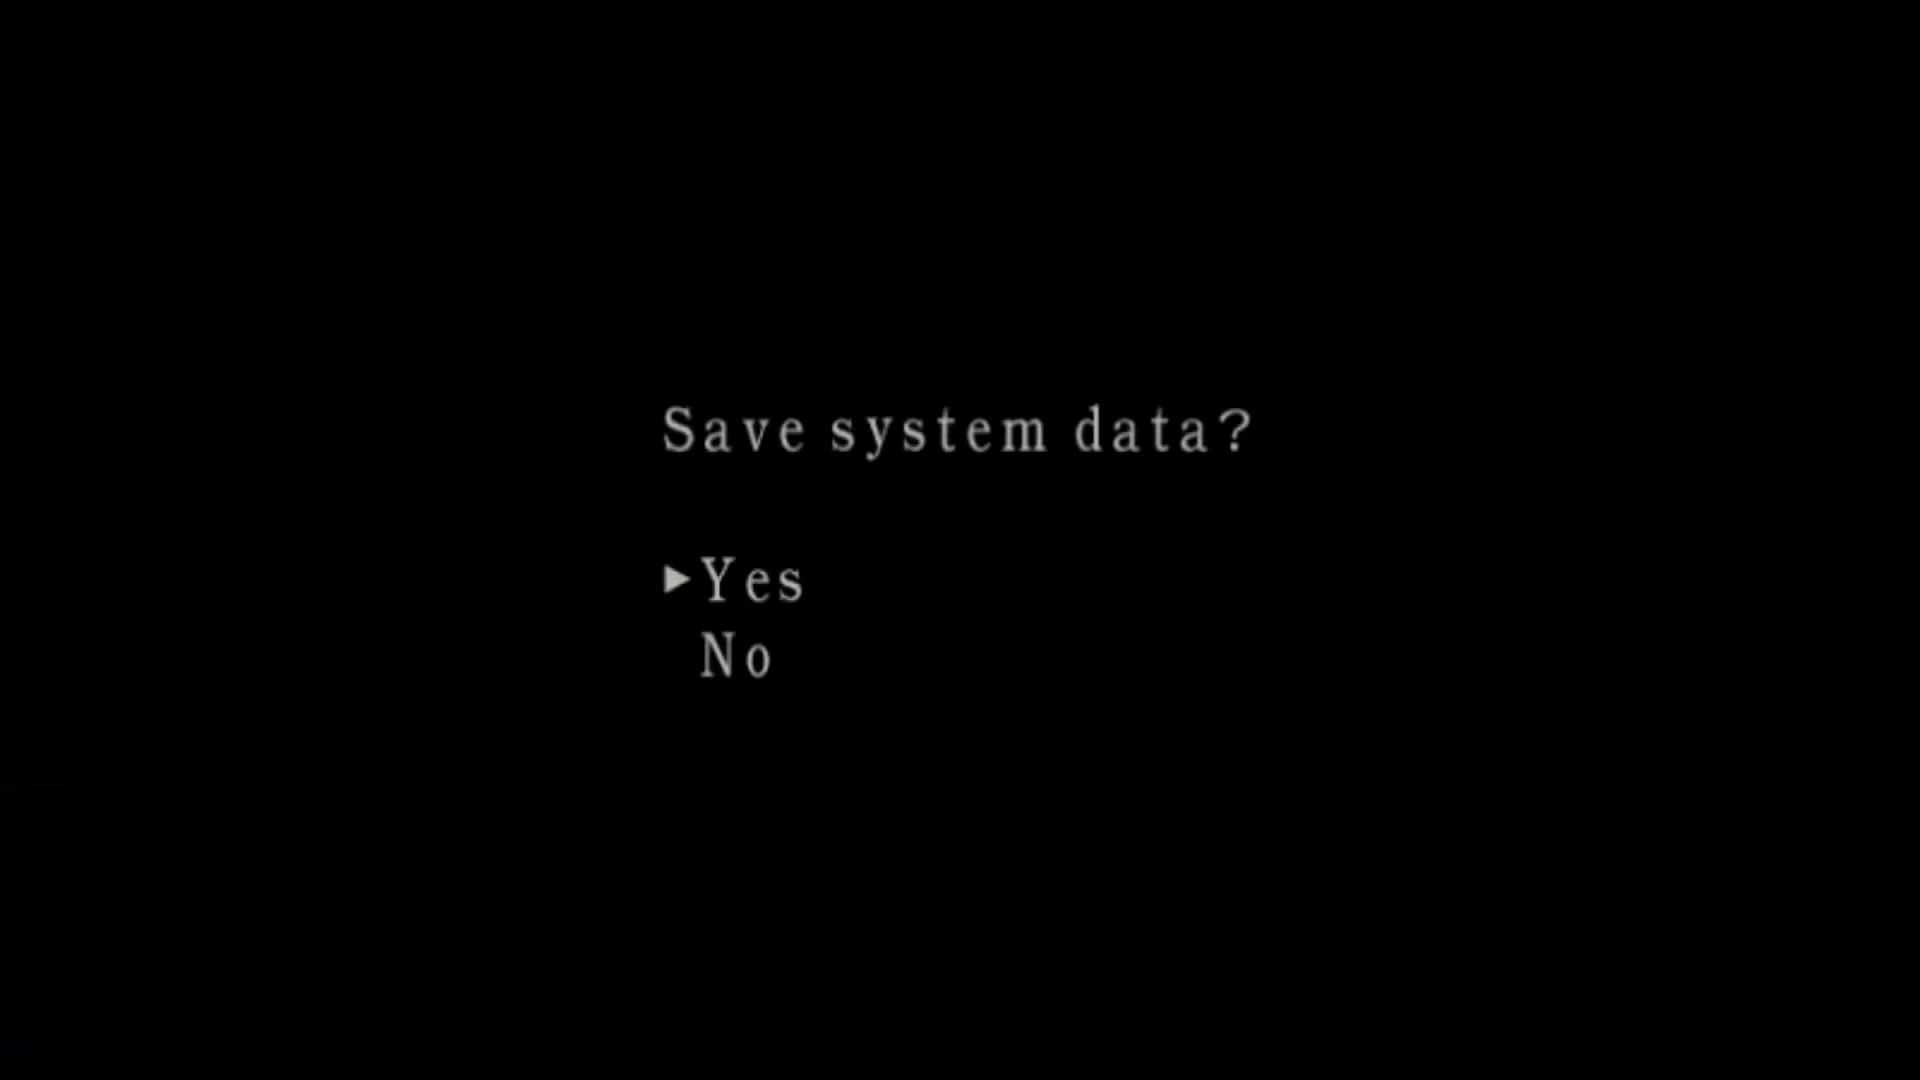 Save system data?
►Yes
No